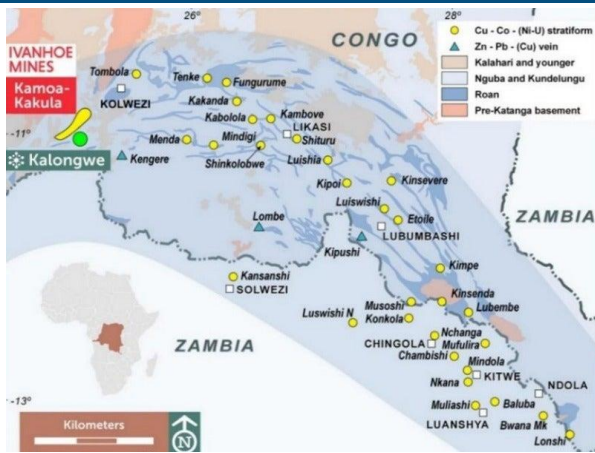 26
28
CONGO
Cu - Co - (Ni-U) stratiform
Zn - Pb - (Cu) vein
Kalahari and younger
Nguba and Kundelungu
Roan
Pre-Katanga basement
IVANHOE
MINES
Kamoa-
Kakula
Tombola
KOLWEZI
Tenke
Fungurume
Kakanda
Kabolola
Kambove
LIKASI
-11
-11
Menda
Mindigi
Shituru
Shinkolobwe
Luishia
Kalongwe
Kengere
Kipoi
Kinsevere
Luiswishi
Etoile
Lombe
LUBUMBASHI
Kipushi
ZAMBIA
Kansanshi
SOLWEZI
Kimpe
Musoshi
Kinsenda
Luswishi N
Konkola
Lubembe
Nchanga
CHINGOLA
Mufulira
Chambishi
ZAMBIA
Mindola
KITWE
Nkana
NDOLA
-13
Muliashi
Baluba
LUANSHYA
Bwana Mk
Lonshi
Kilometers
N